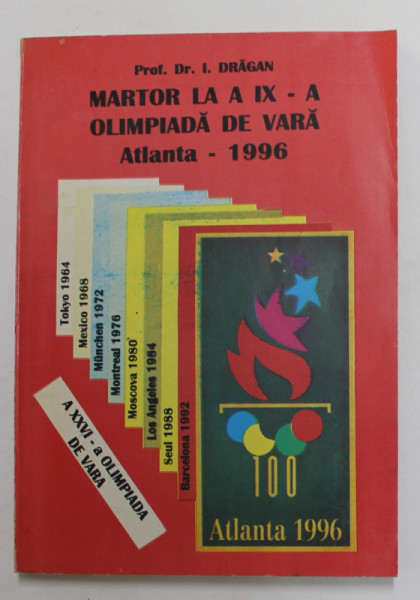 Prof. Dr. I. DRĂGAN
MARTOR LA A IX - A
OLIMPIADĂ DE VARĂ
Atlanta - 1996
Tokyo 1964
Mexico 1968
München 1972
Montreal 1976
Moscova 1980
Los Angeles 1984
Seul 1988
Barcelona 1992
A XXVI - a OLIMPIADA
DE VARA
100
Atlanta 1996